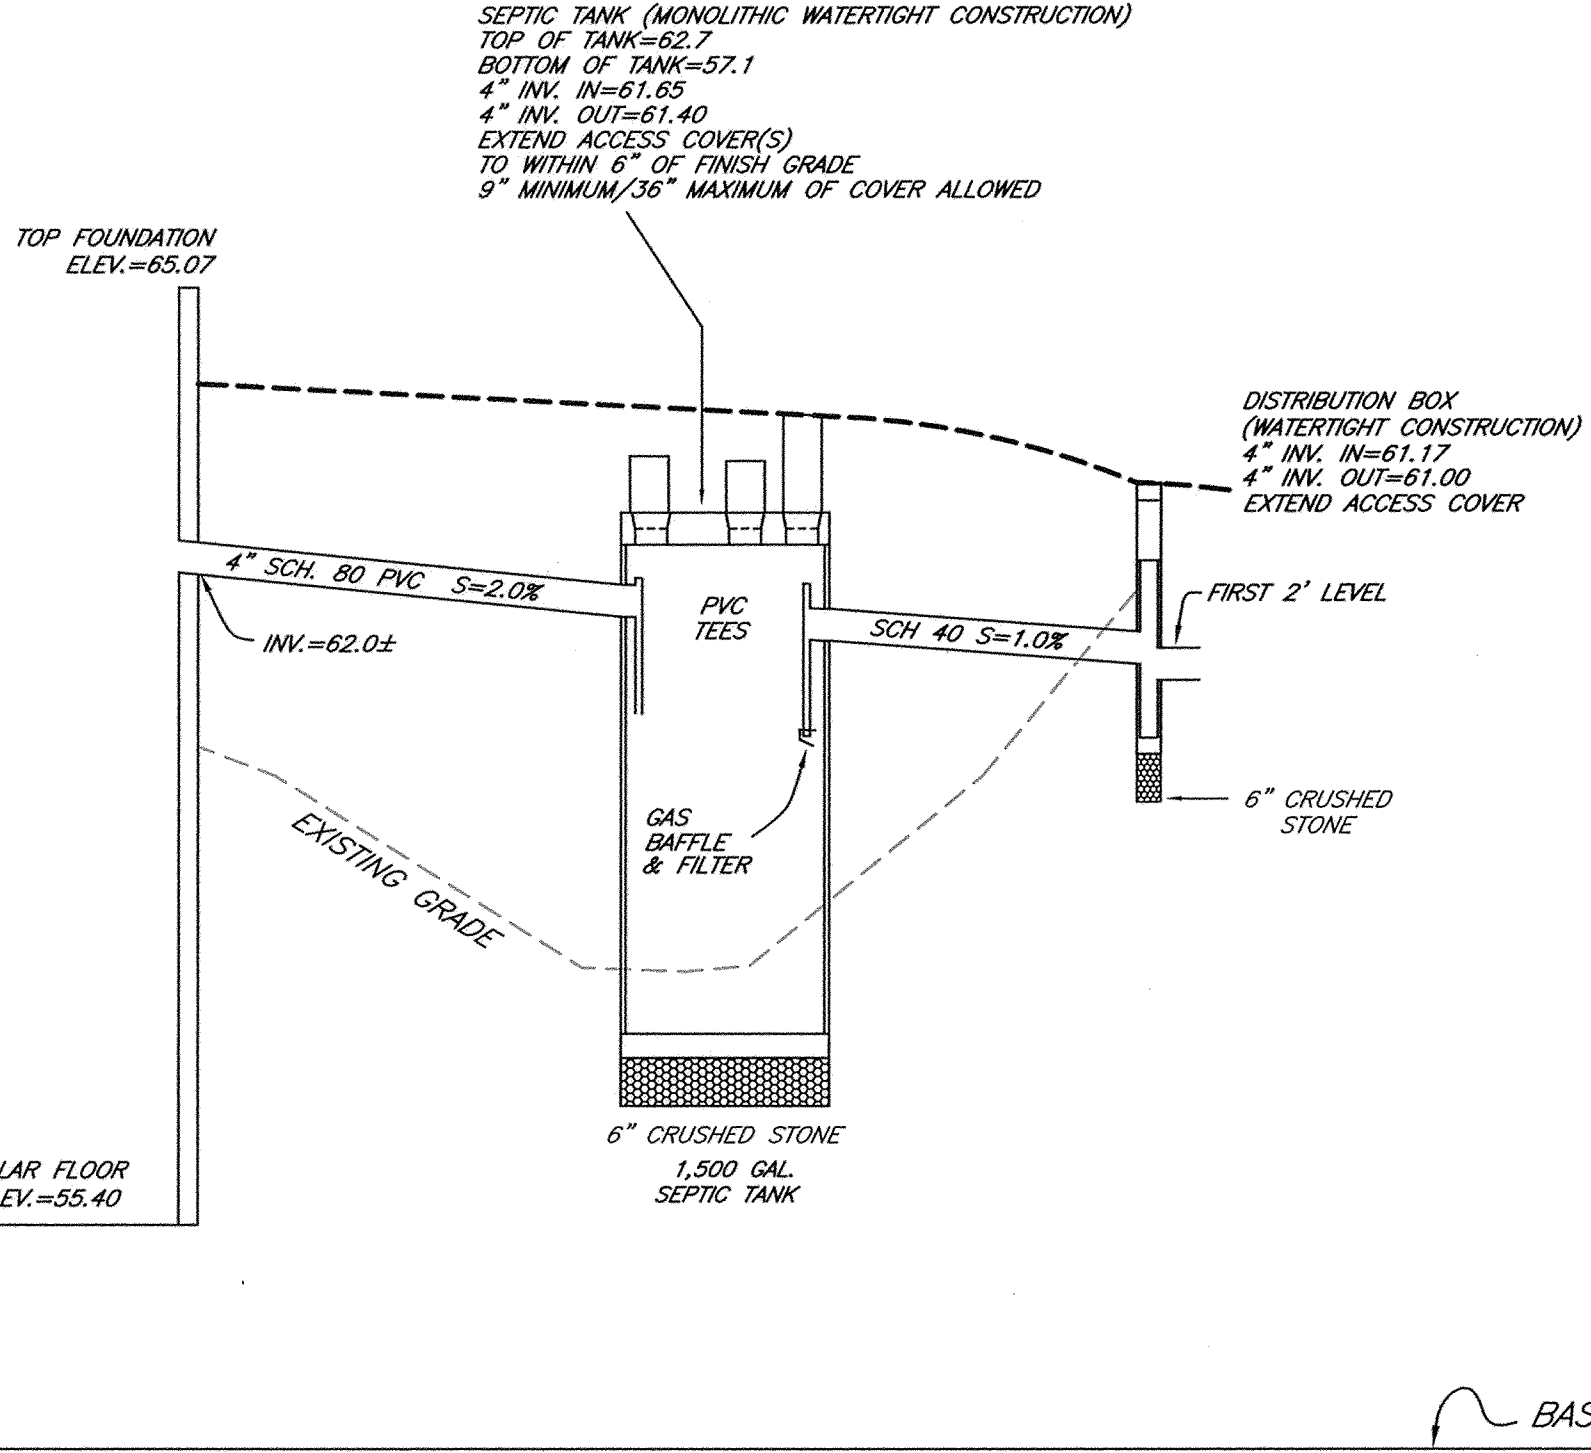 SEPTIC TANK (MONOLITHIC WATERTIGHT CONSTRUCTION)
TOP OF TANK=62.7
BOTTOM OF TANK=57.1
4" INV. IN=61.65
4" INV. OUT=61.40
EXTEND ACCESS COVER(S)
TO WITHIN 6" OF FINISH GRADE
9" MINIMUM/36" MAXIMUM OF COVER ALLOWED
TOP FOUNDATION
ELEV.=65.07
DISTRIBUTION BOX
(WATERTIGHT CONSTRUCTION)
4" INV. IN=61.17
4" INV. OUT=61.00
EXTEND ACCESS COVER
4" SCH. 80 PVC S=2.0%
INV.=62.0±
PVC
TEES
SCH 40 S=1.0%
FIRST 2' LEVEL
GAS
BAFFLE
& FILTER
6" CRUSHED
STONE
EXISTING GRADE
6" CRUSHED STONE
1,500 GAL.
SEPTIC TANK
LAR FLOOR
EV.=55.40
BAS